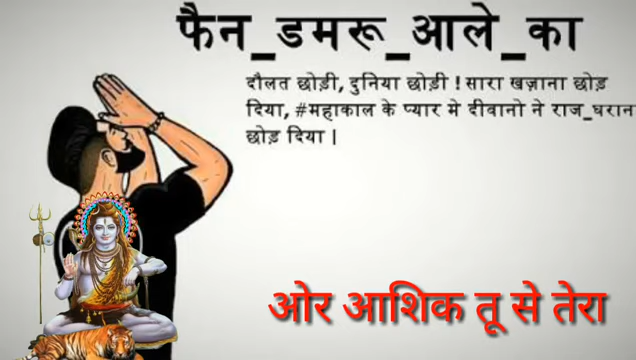 फैन_डमरू_आले_का
दौलत छोड़ी, दुनिया छोड़ी ! सारा खज़ाना छोड़
दिया, #महाकाल के प्यार मे दीवानो ने राज_घरान
छोड़ दिया |
ओर आशिक तू से तेरा